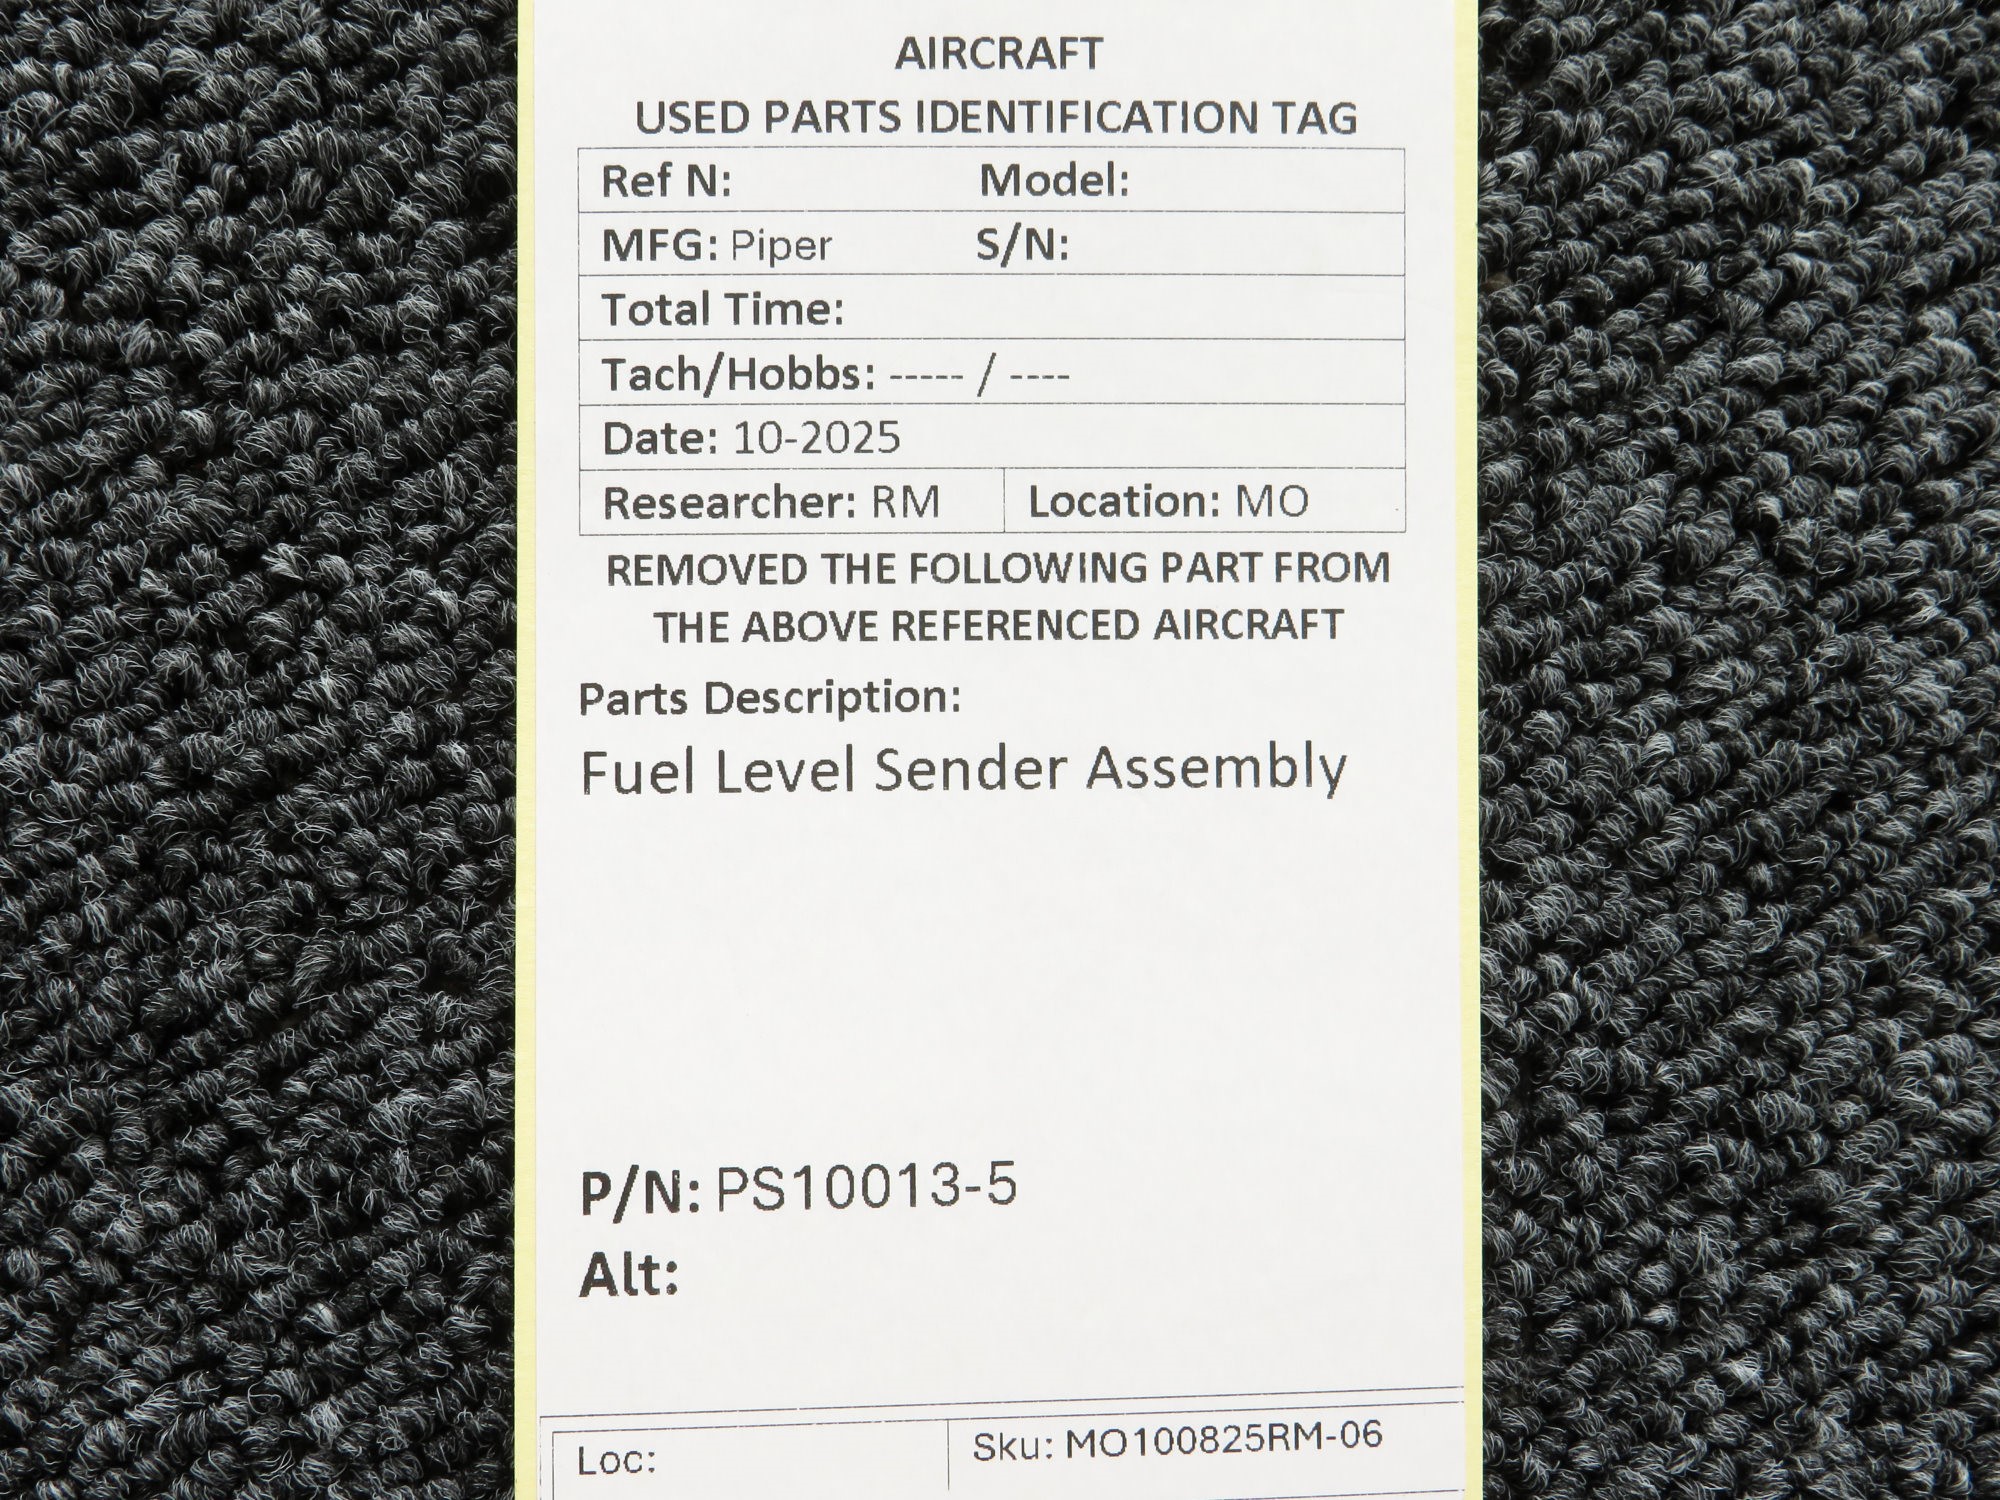 AIRCRAFT
USED PARTS IDENTIFICATION TAG
Ref N: Model:
MFG: Piper S/N:
Total Time:
Tach/Hobbs: ----- / ----
Date: 10-2025
Researcher: RM Location: MO
REMOVED THE FOLLOWING PART FROM
THE ABOVE REFERENCED AIRCRAFT
Parts Description:
Fuel Level Sender Assembly
P/N: PS10013-5
Alt:
Loc: Sku: MO100825RM-06